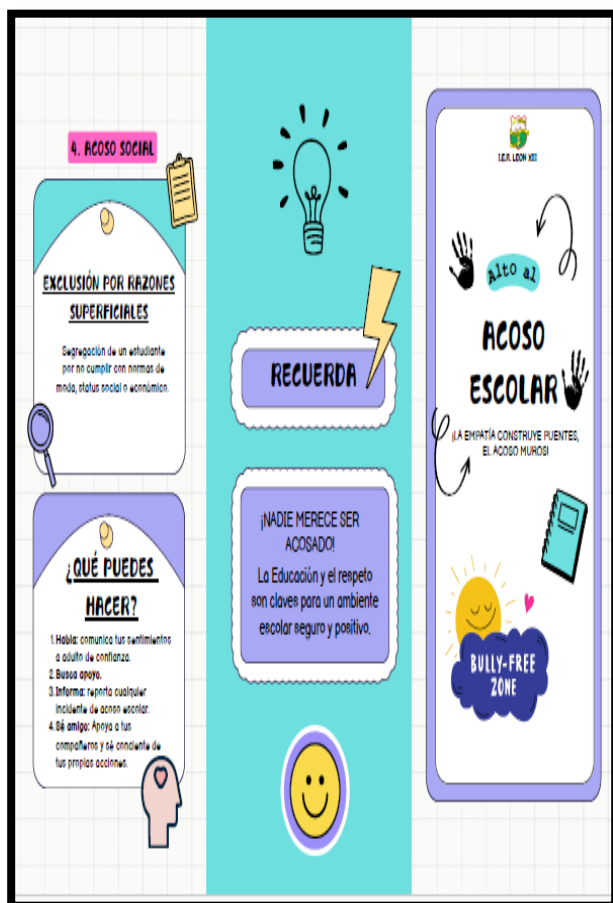 4. ACOSO SOCIAL
EXCLUSIÓN POR RAZONES
SUPERFICIALES
Segregación de un estudiante
por no cumplir con normas de
moda, status social o económico.
¿QUÉ PUEDES
HACER?
1. Habla: comunica tus sentimientos
a adulto de confianza.
2. Busca apoyo.
3. Informa: reporta cualquier
incidente de acoso escolar.
4. Sé amigo: Apoya a tus
compañeros y sé conciente de
tus propias acciones.
RECUERDA
¡NADIE MERECE SER
ACOSADO!
La Educación y el respeto
son claves para un ambiente
escolar seguro y positivo.
I.E.R. LEON XIII
Alto al
ACOSO
ESCOLAR
¡LA EMPATÍA CONSTRUYE PUENTES,
EL ACOSO MUROS!
BULLY-FREE
ZONE